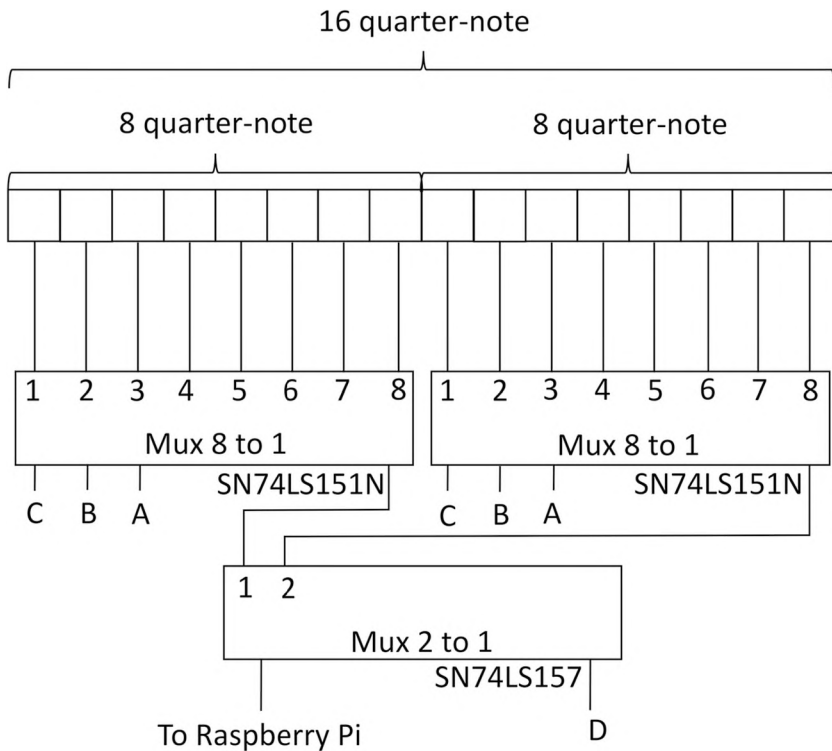 16 quarter-note
8 quarter-note 8 quarter-note
1 2 3 4 5 6 7 8 1 2 3 4 5 6 7 8
Mux 8 to 1 Mux 8 to 1
SN74LS151N SN74LS151N
C B A C B A
1 2
Mux 2 to 1
SN74LS157
To Raspberry Pi D